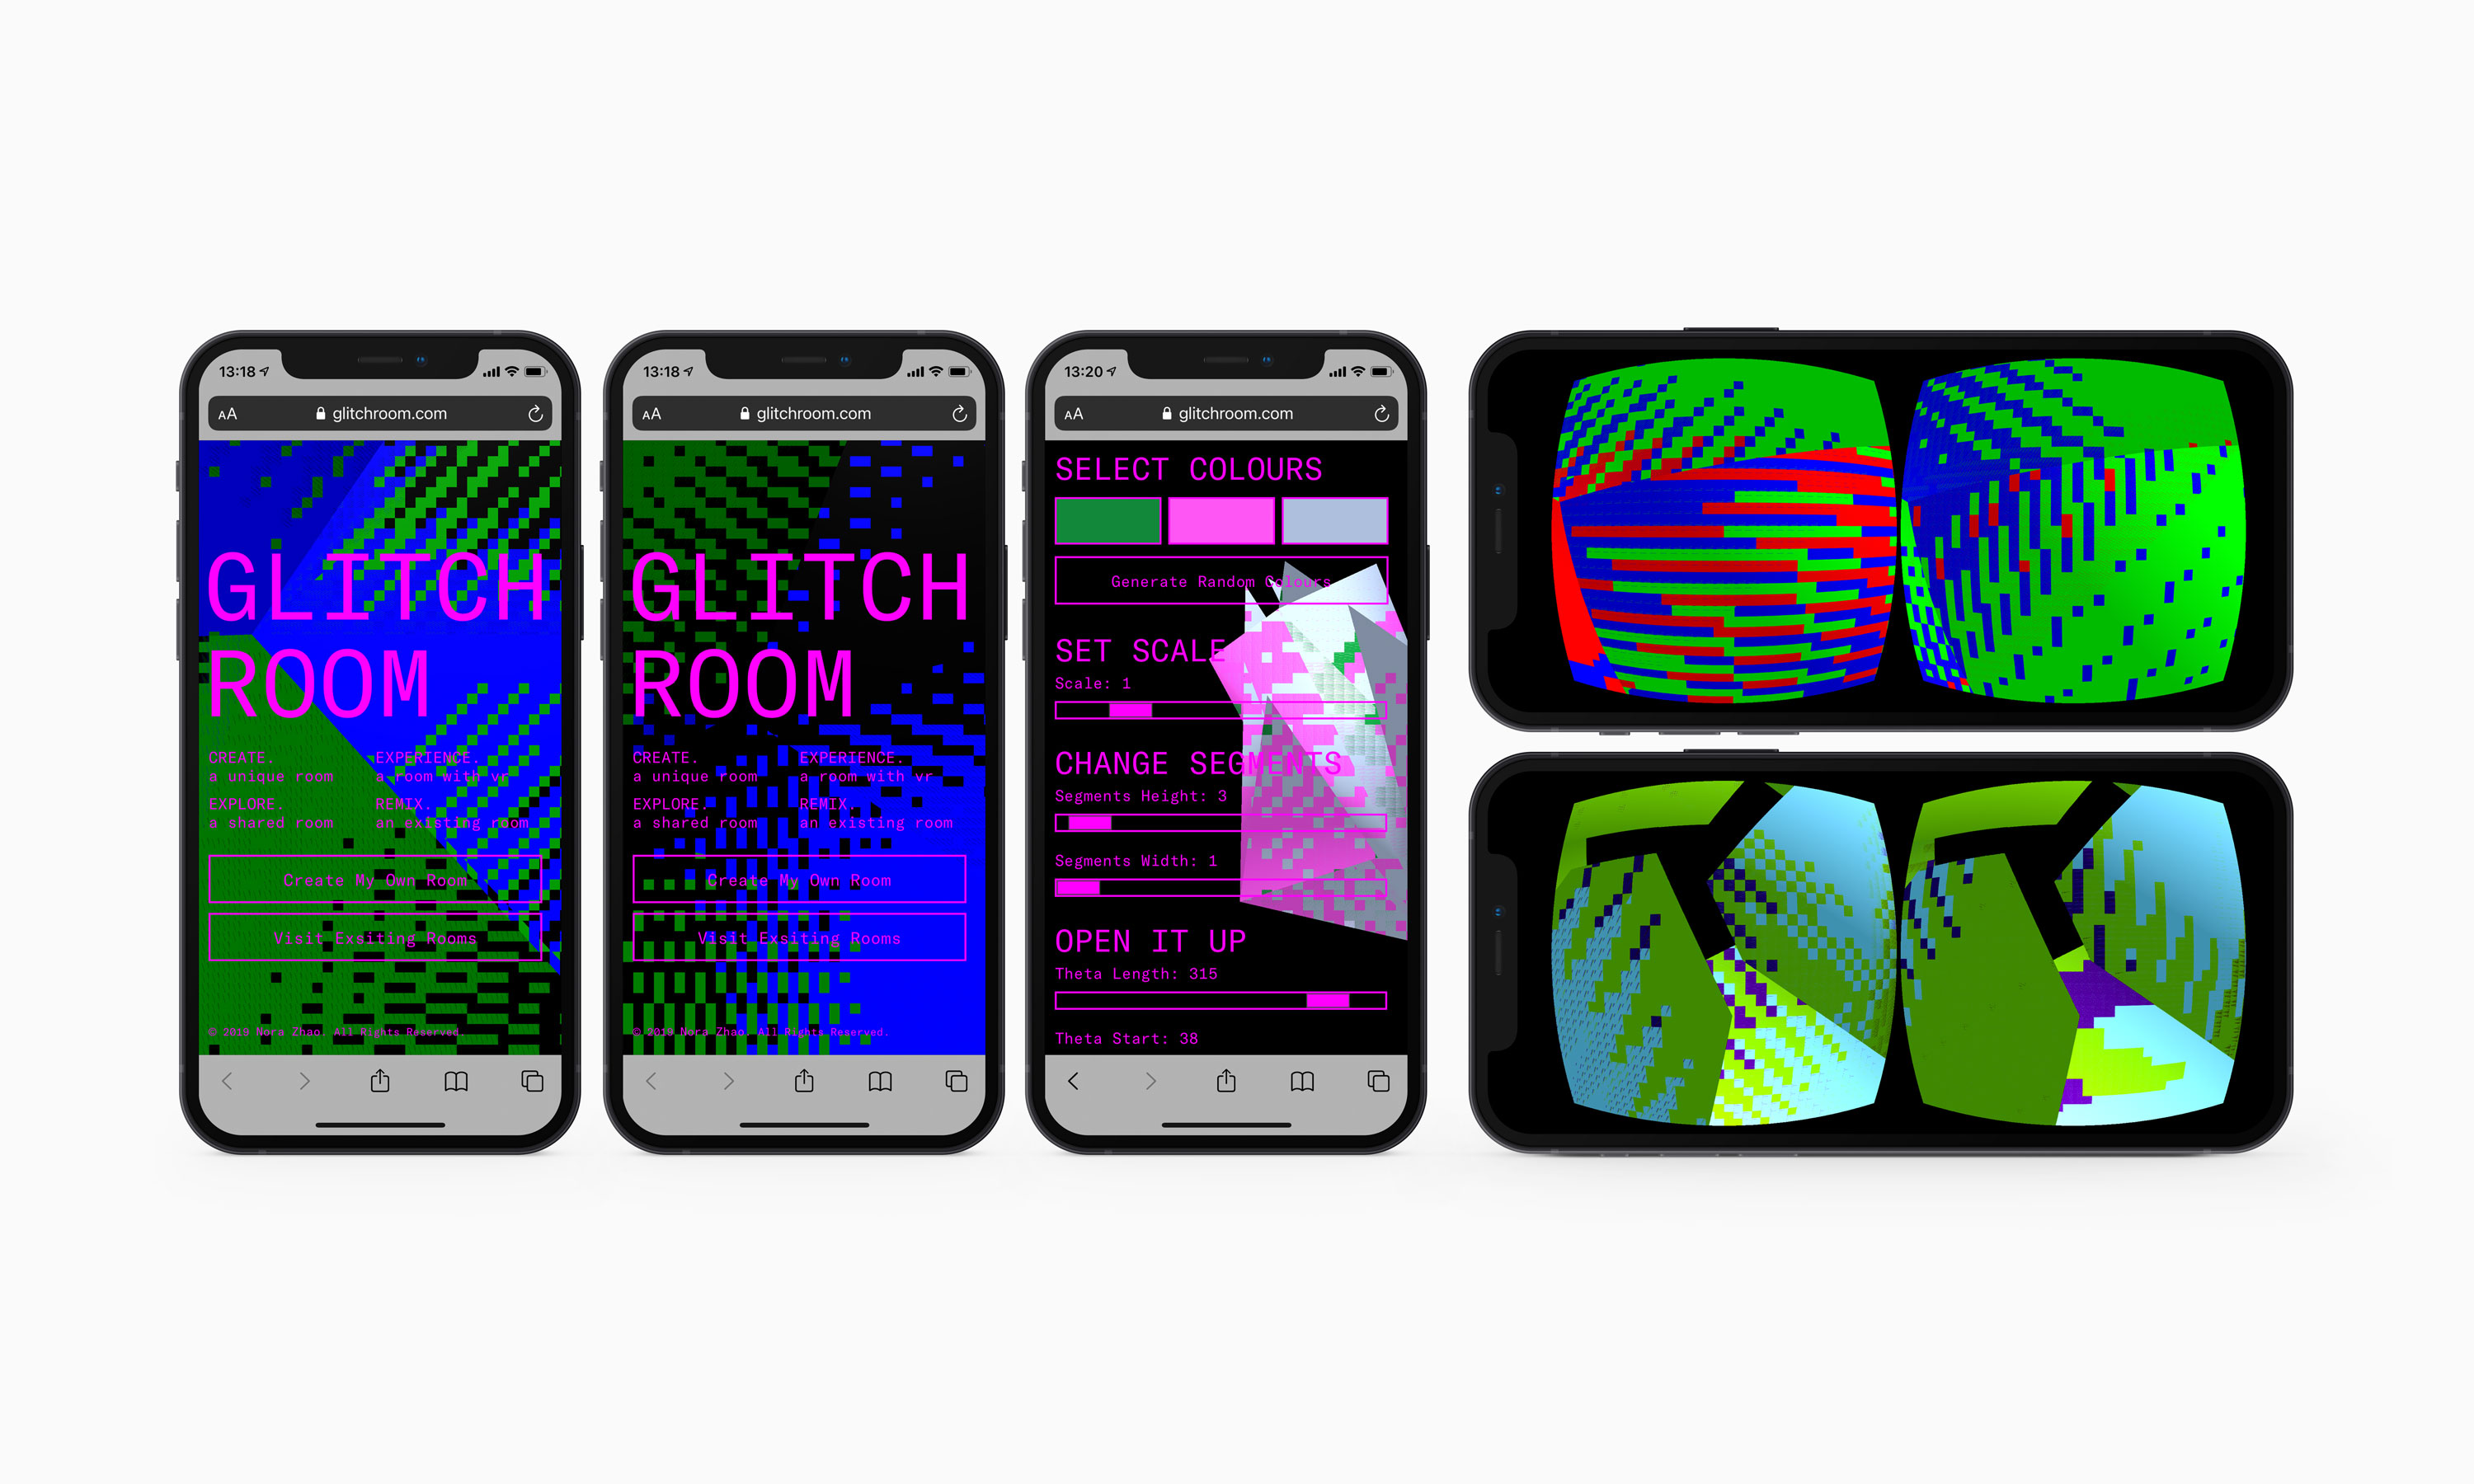 13:18
AA glitchroom.com
GLITCH
ROOM
CREATE.
a unique room
EXPERIENCE.
a room with vr
EXPLORE.
a shared room
REMIX.
an existing room
Create My Own Room
Visit Exsiting Rooms
© 2019 Nora Zhao. All Rights Reserved.
13:18
AA glitchroom.com
GLITCH
ROOM
CREATE.
a unique room
EXPERIENCE.
a room with vr
EXPLORE.
a shared room
REMIX.
an existing room
Create My Own Room
Visit Exsiting Rooms
© 2019 Nora Zhao. All Rights Reserved.
13:20
AA glitchroom.com
SELECT COLOURS
Generate Random Colours
SET SCALE
Scale: 1
CHANGE SEGMENTS
Segments Height: 3
Segments Width: 1
OPEN IT UP
Theta Length: 315
Theta Start: 38